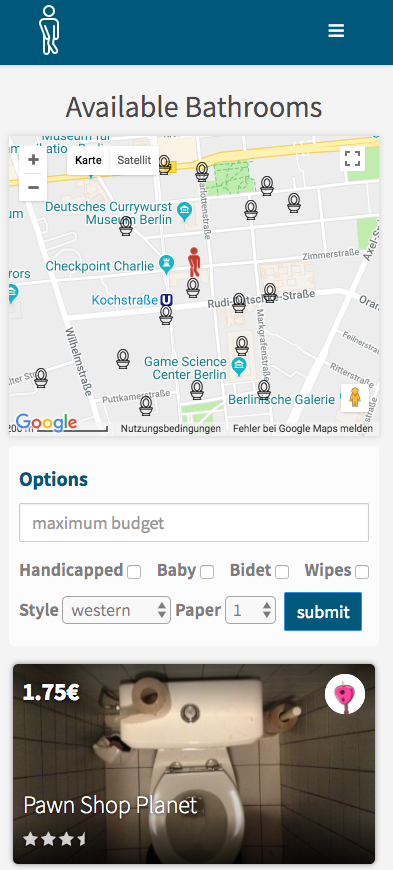 Available Bathrooms
Museum für
+
Karte
Satellit
−
Deutsches Currywurst
Museum Berlin
Charlottenstraße
um
Checkpoint Charlie
Zimmerstraße
rors
Kochstraße U
Rudi-Dutschke-Straße
Oran
Wilhelmstraße
Markgrafenstraße
Feilnerstraße
Game Science
Center Berlin
Ritterstraße
Puttkamerstraße
Berlinische Galerie
Google
200 m
Nutzungsbedingungen
Fehler bei Google Maps melden
Options
maximum budget
Handicapped
Baby
Bidet
Wipes
Style western Paper 1 submit
1.75€
Pawn Shop Planet